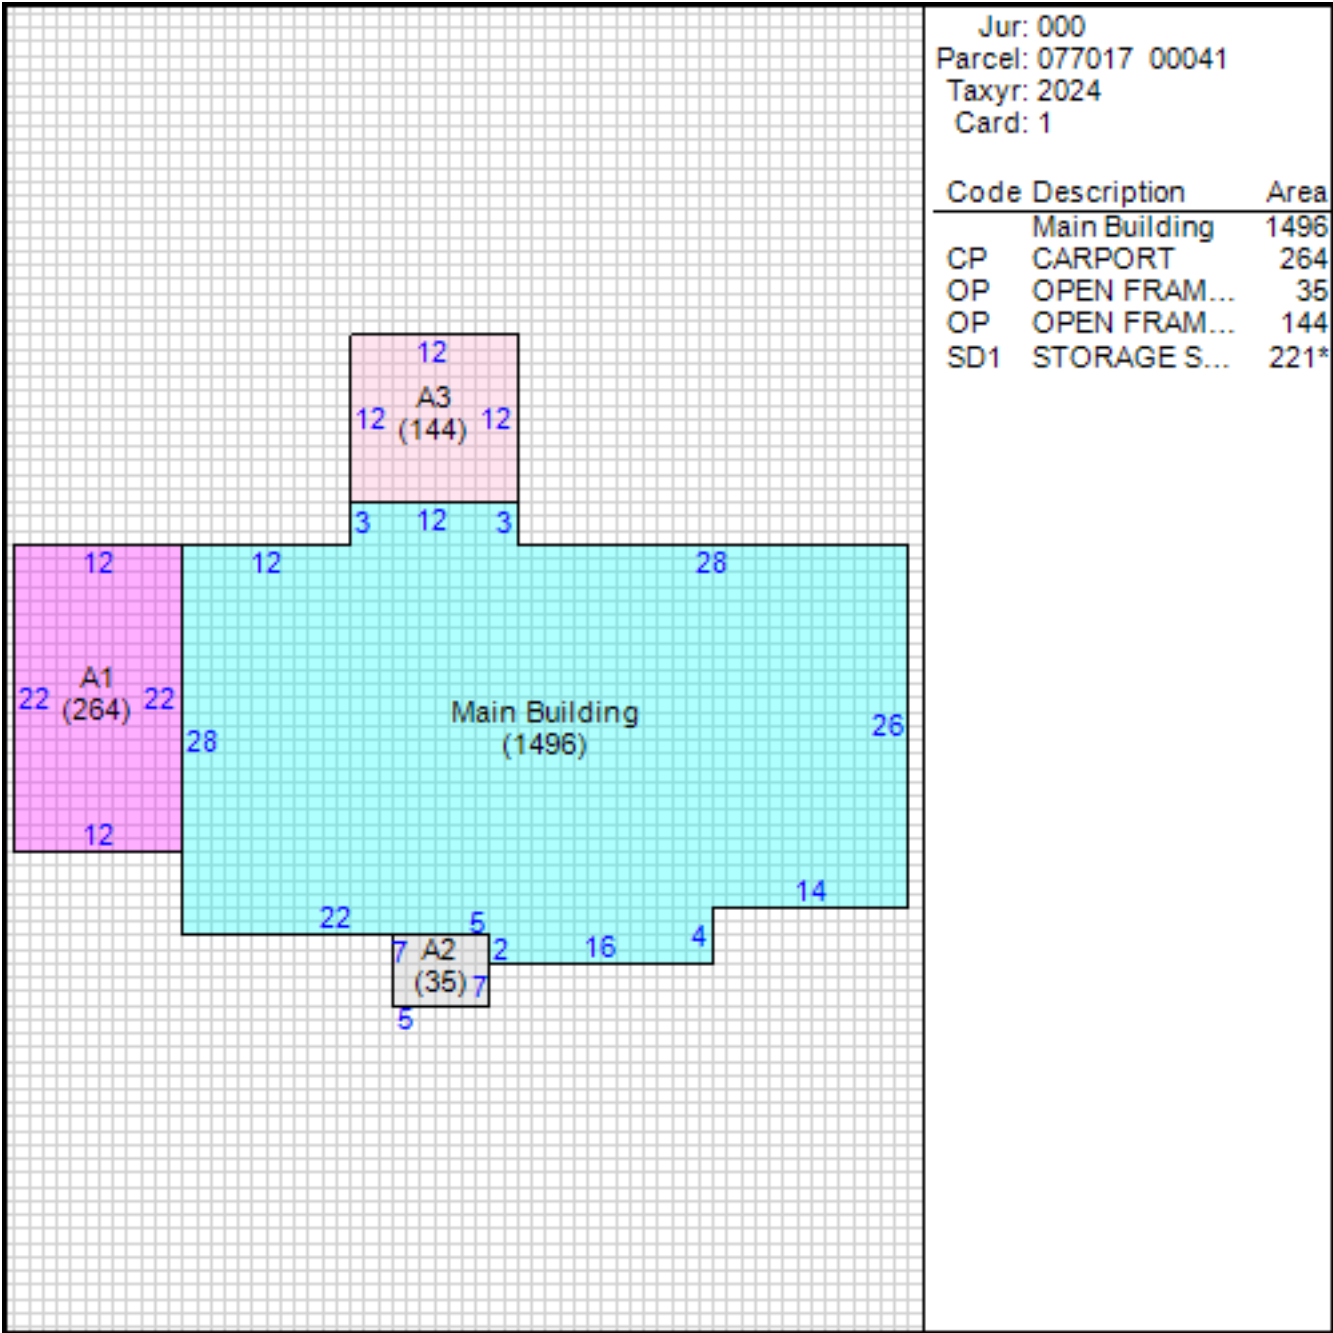 Jur: 000
Parcel: 077017 00041
Taxyr: 2024
Card: 1
Code Description Area
Main Building 1496
CP CARPORT 264
OP OPEN FRAM... 35
OP OPEN FRAM... 144
SD1 STORAGE S... 221*
12
A3
12 (144) 12
3 12 3
12 12 28
A1
22 (264) 22
Main Building
(1496)
28 26
12
14
22 5
7 A2 2 16 4
(35) 7
5